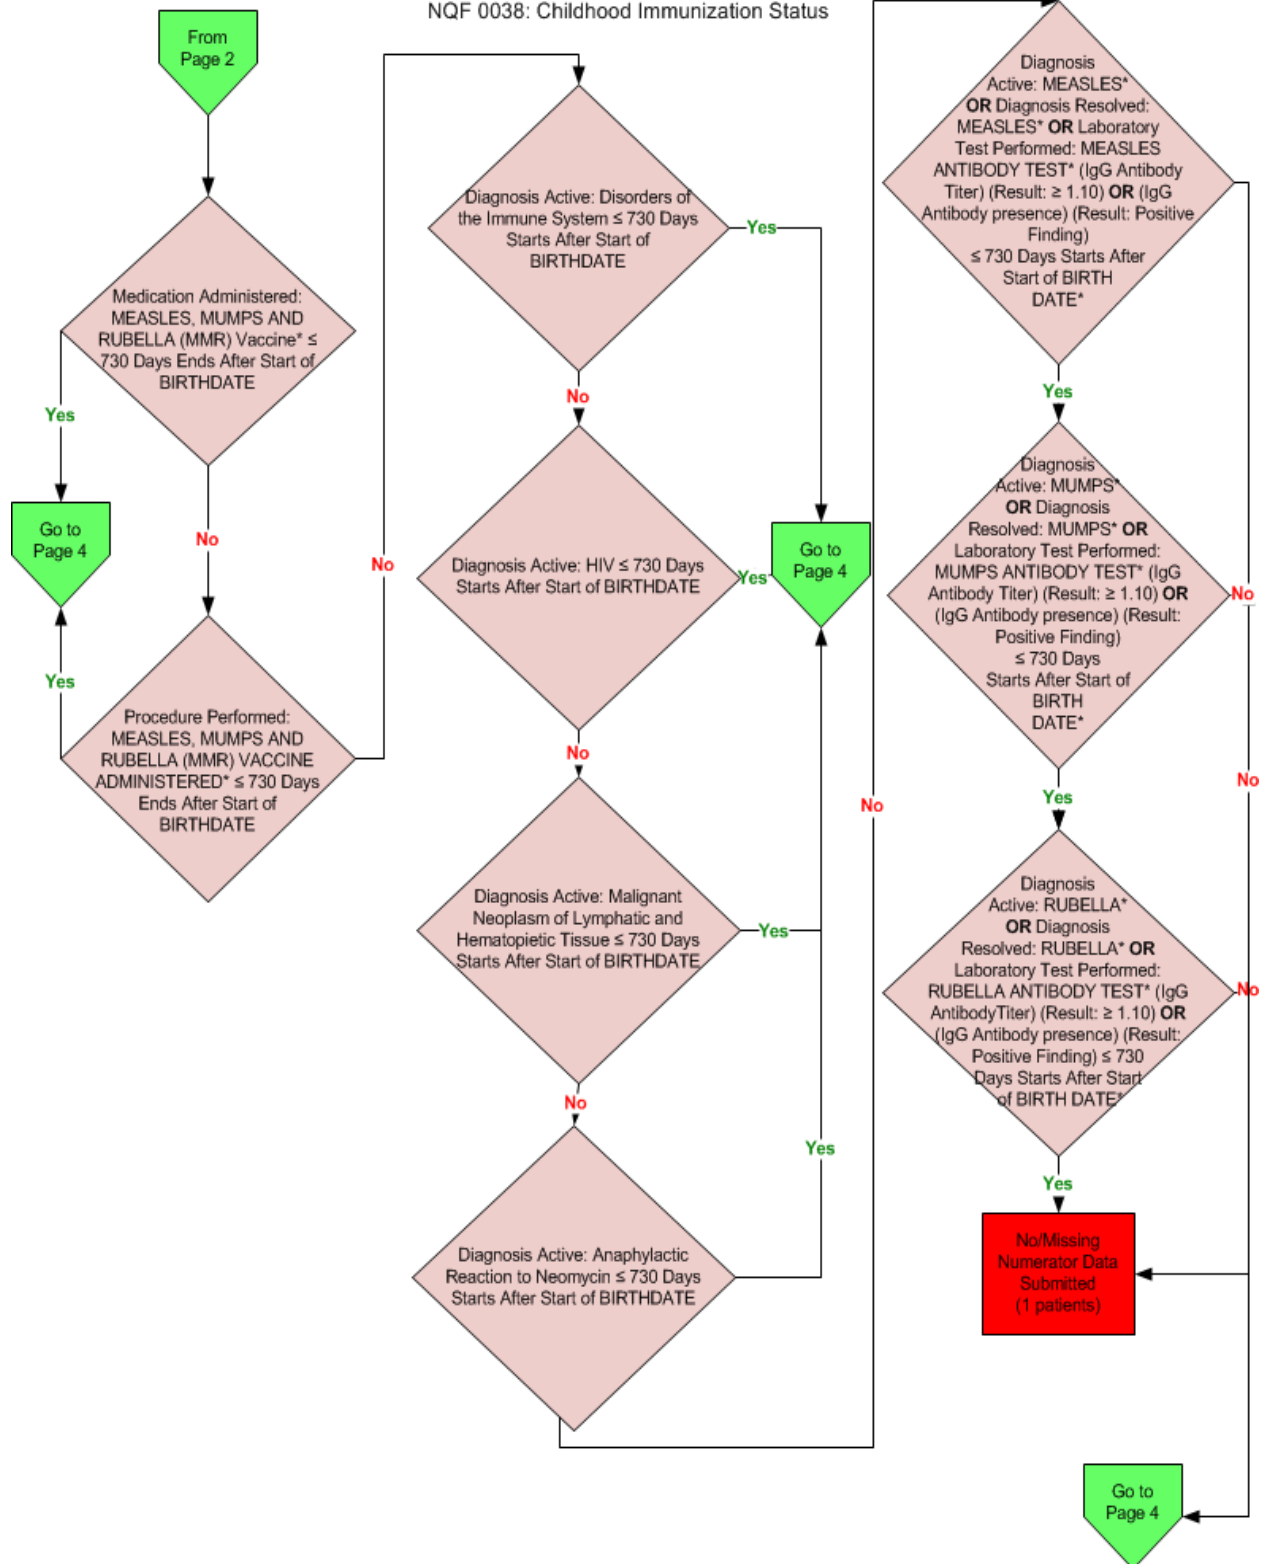 NQF 0038: Childhood Immunization Status
From
Page 2
Medication Administered:
MEASLES, MUMPS AND
RUBELLA (MMR) Vaccine* ≤
730 Days Ends After Start of
BIRTHDATE
Yes
Go to
Page 4
No
Yes
Procedure Performed:
MEASLES, MUMPS AND
RUBELLA (MMR) VACCINE
ADMINISTERED* ≤ 730 Days
Ends After Start of
BIRTHDATE
No
Diagnosis Active: Disorders of
the Immune System ≤ 730 Days
Starts After Start of
BIRTHDATE
Yes
No
Diagnosis Active: HIV ≤ 730 Days
Starts After Start of BIRTHDATE
Yes
Go to
Page 4
No
Diagnosis Active: Malignant
Neoplasm of Lymphatic and
Hematopietic Tissue ≤ 730 Days
Starts After Start of BIRTHDATE
Yes
No
Yes
Diagnosis Active: Anaphylactic
Reaction to Neomycin ≤ 730 Days
Starts After Start of BIRTHDATE
No
Diagnosis
Active: MEASLES*
OR Diagnosis Resolved:
MEASLES* OR Laboratory
Test Performed: MEASLES
ANTIBODY TEST* (IgG Antibody
Titer) (Result: ≥ 1.10) OR (IgG
Antibody presence) (Result: Positive
Finding)
≤ 730 Days Starts After
Start of BIRTH
DATE*
Yes
Diagnosis
Active: MUMPS*
OR Diagnosis
Resolved: MUMPS* OR
Laboratory Test Performed:
MUMPS ANTIBODY TEST* (IgG
Antibody Titer) (Result: ≥ 1.10) OR
(IgG Antibody presence) (Result:
Positive Finding)
≤ 730 Days
Starts After Start of
BIRTH
DATE*
No
No
Yes
Diagnosis
Active: RUBELLA*
OR Diagnosis
Resolved: RUBELLA* OR
Laboratory Test Performed:
RUBELLA ANTIBODY TEST* (IgG
AntibodyTiter) (Result: ≥ 1.10) OR
(IgG Antibody presence) (Result:
Positive Finding) ≤ 730
Days Starts After Start
of BIRTH DATE*
No
Yes
No/Missing
Numerator Data
Submitted
(1 patients)
Go to
Page 4